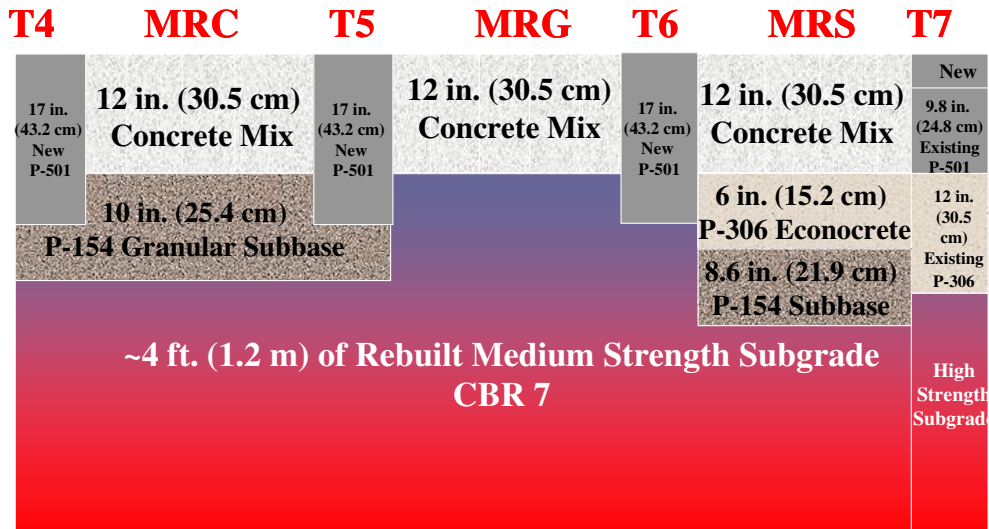 T4 MRC T5 MRG T6 MRS T7
17 in.
(43.2 cm)
New
P-501
12 in. (30.5 cm)
Concrete Mix
17 in.
(43.2 cm)
New
P-501
12 in. (30.5 cm)
Concrete Mix
17 in.
(43.2 cm)
New
P-501
12 in. (30.5 cm)
Concrete Mix
New
9.8 in.
(24.8 cm)
Existing
P-501
10 in. (25.4 cm)
P-154 Granular Subbase
6 in. (15.2 cm)
P-306 Econocrete
8.6 in. (21.9 cm)
P-154 Subbase
12 in.
(30.5
cm)
Existing
P-306
~4 ft. (1.2 m) of Rebuilt Medium Strength Subgrade
CBR 7
High
Strength
Subgrade